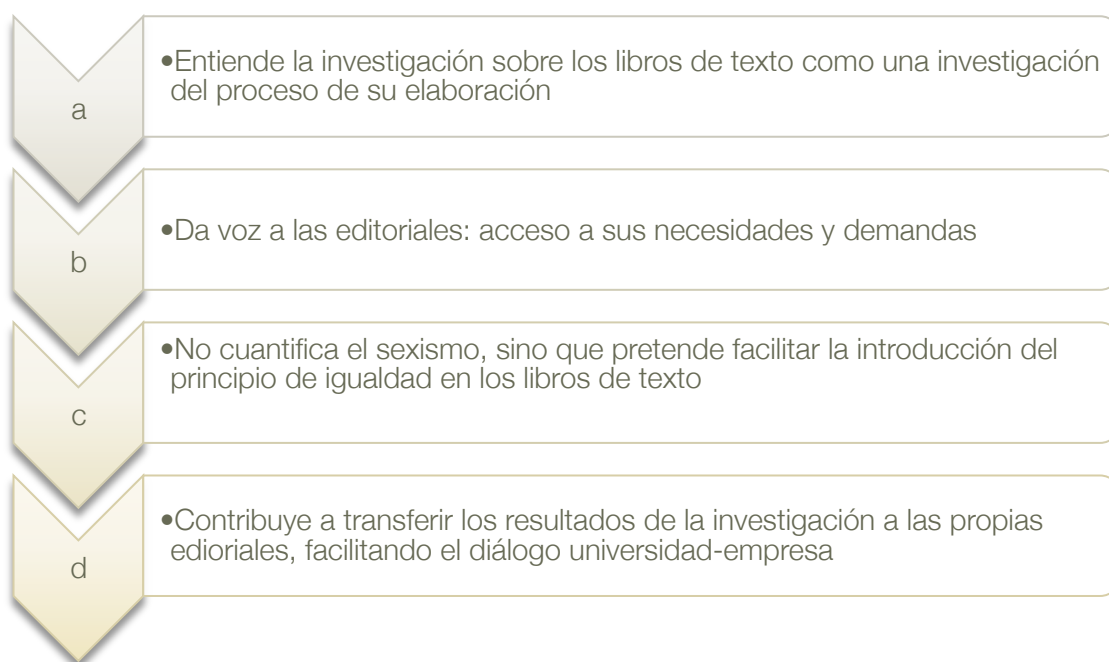 a
•Entiende la investigación sobre los libros de texto como una investigación
del proceso de su elaboración
b
•Da voz a las editoriales: acceso a sus necesidades y demandas
c
•No cuantifica el sexismo, sino que pretende facilitar la introducción del
principio de igualdad en los libros de texto
d
•Contribuye a transferir los resultados de la investigación a las propias
edioriales, facilitando el diálogo universidad-empresa